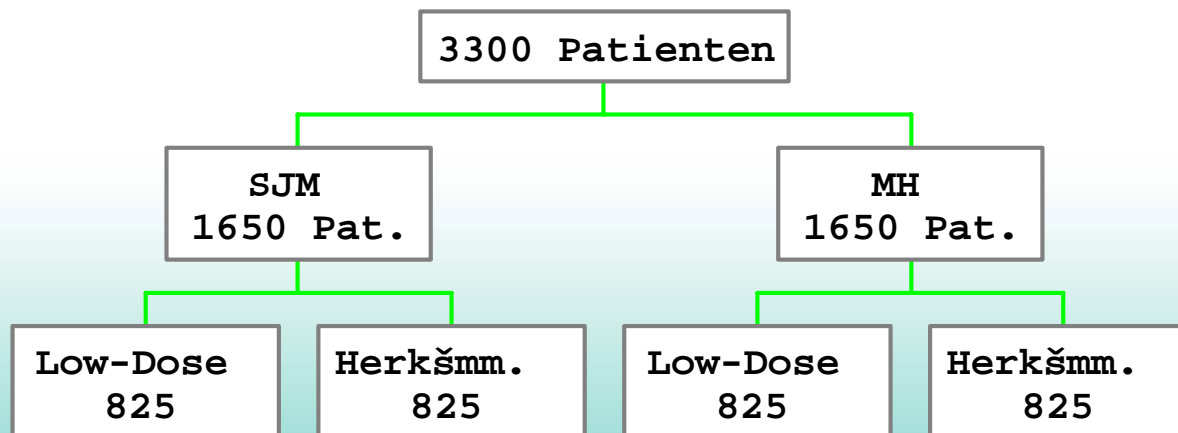 3300 Patienten
SJM
1650 Pat.
MH
1650 Pat.
Low-Dose
825
Herkšmm.
825
Low-Dose
825
Herkšmm.
825